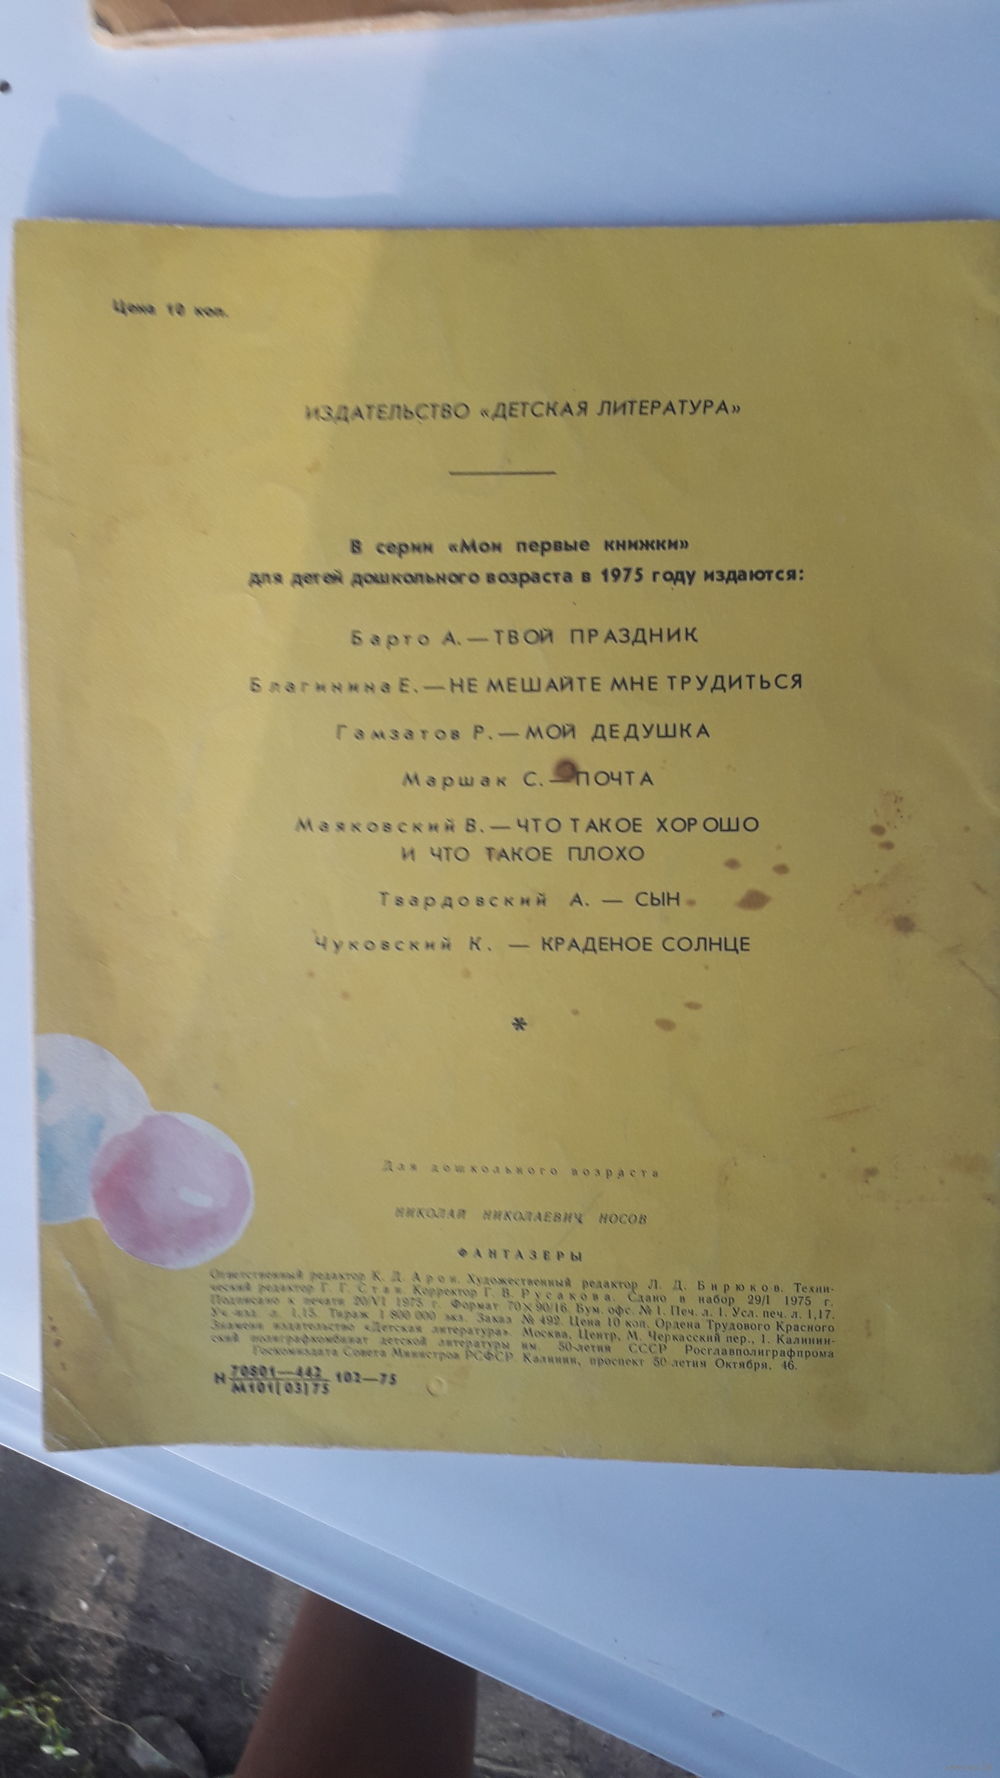 Цена 10 коп.
ИЗДАТЕЛЬСТВО «ДЕТСКАЯ ЛИТЕРАТУРА»
В серии «Мои первые книжки»
для детей дошкольного возраста в 1975 году издаются:
Барто А. — ТВОЙ ПРАЗДНИК
Благинина Е. — НЕ МЕШАЙТЕ МНЕ ТРУДИТЬСЯ
Гамзатов Р. — МОЙ ДЕДУШКА
Маршак С. — ПОЧТА
Маяковский В. — ЧТО ТАКОЕ ХОРОШО
И ЧТО ТАКОЕ ПЛОХО
Твардовский А. — СЫН
Чуковский К. — КРАДЕНОЕ СОЛНЦЕ
*
Для дошкольного возраста
НИКОЛАЙ НИКОЛАЕВИЧ НОСОВ
ФАНТАЗЕРЫ
Ответственный редактор К. Д. Арон. Художественный редактор Л. Д. Бирюков. Техни-
ческий редактор Г. Г. Стан. Корректор Г. В. Русакова. Сдано в набор 29/I 1975 г.
Подписано к печати 20/VI 1975 г. Формат 70×90/16. Бум. офс. № 1. Печ. л. 1. Усл. печ. л. 1,17.
Уч.-изд. л. 1,15. Тираж 1 800 000 экз. Заказ № 492. Цена 10 коп. Ордена Трудового Красного
Знамени издательство «Детская литература». Москва, Центр, М. Черкасский пер., 1. Калинин-
ский полиграфкомбинат детской литературы им. 50-летия СССР Росглавполиграфпрома
Госкомиздата Совета Министров РСФСР. Калинин, проспект 50-летия Октября, 46.
Н 70801—442 102—75
М101(03)75